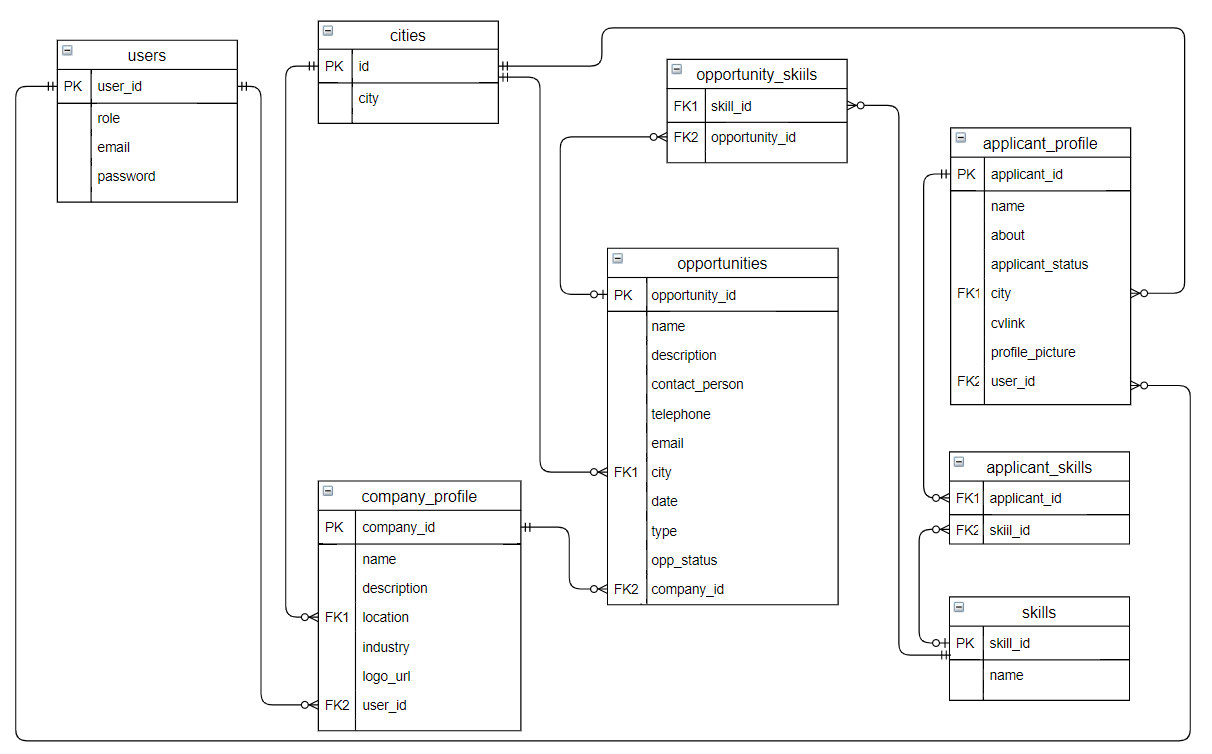 users
PK user_id
role
email
password
cities
PK id
city
opportunity_skiils
FK1 skill_id
FK2 opportunity_id
applicant_profile
PK applicant_id
name
about
applicant_status
FK1 city
cvlink
profile_picture
FK2 user_id
opportunities
PK opportunity_id
name
description
contact_person
telephone
email
FK1 city
date
type
opp_status
FK2 company_id
company_profile
PK company_id
name
description
FK1 location
industry
logo_url
FK2 user_id
applicant_skills
FK1 applicant_id
FK2 skiil_id
skills
PK skill_id
name